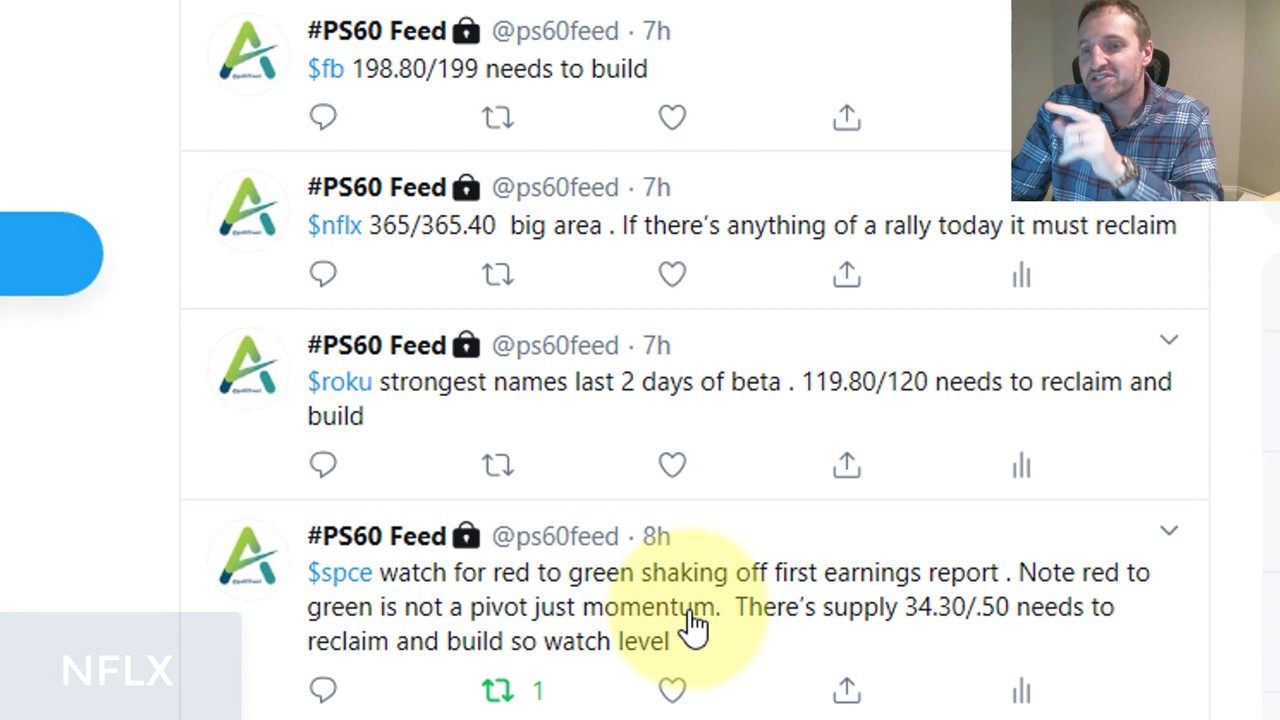 #PS60 Feed @ps60feed · 7h
$fb 198.80/199 needs to build
#PS60 Feed @ps60feed · 7h
$nflx 365/365.40 big area . If there's anything of a rally today it must reclaim
#PS60 Feed @ps60feed · 7h
$roku strongest names last 2 days of beta . 119.80/120 needs to reclaim and
build
#PS60 Feed @ps60feed · 8h
$spce watch for red to green shaking off first earnings report . Note red to
green is not a pivot just momentum. There's supply 34.30/.50 needs to
reclaim and build so watch level
1
NFLX